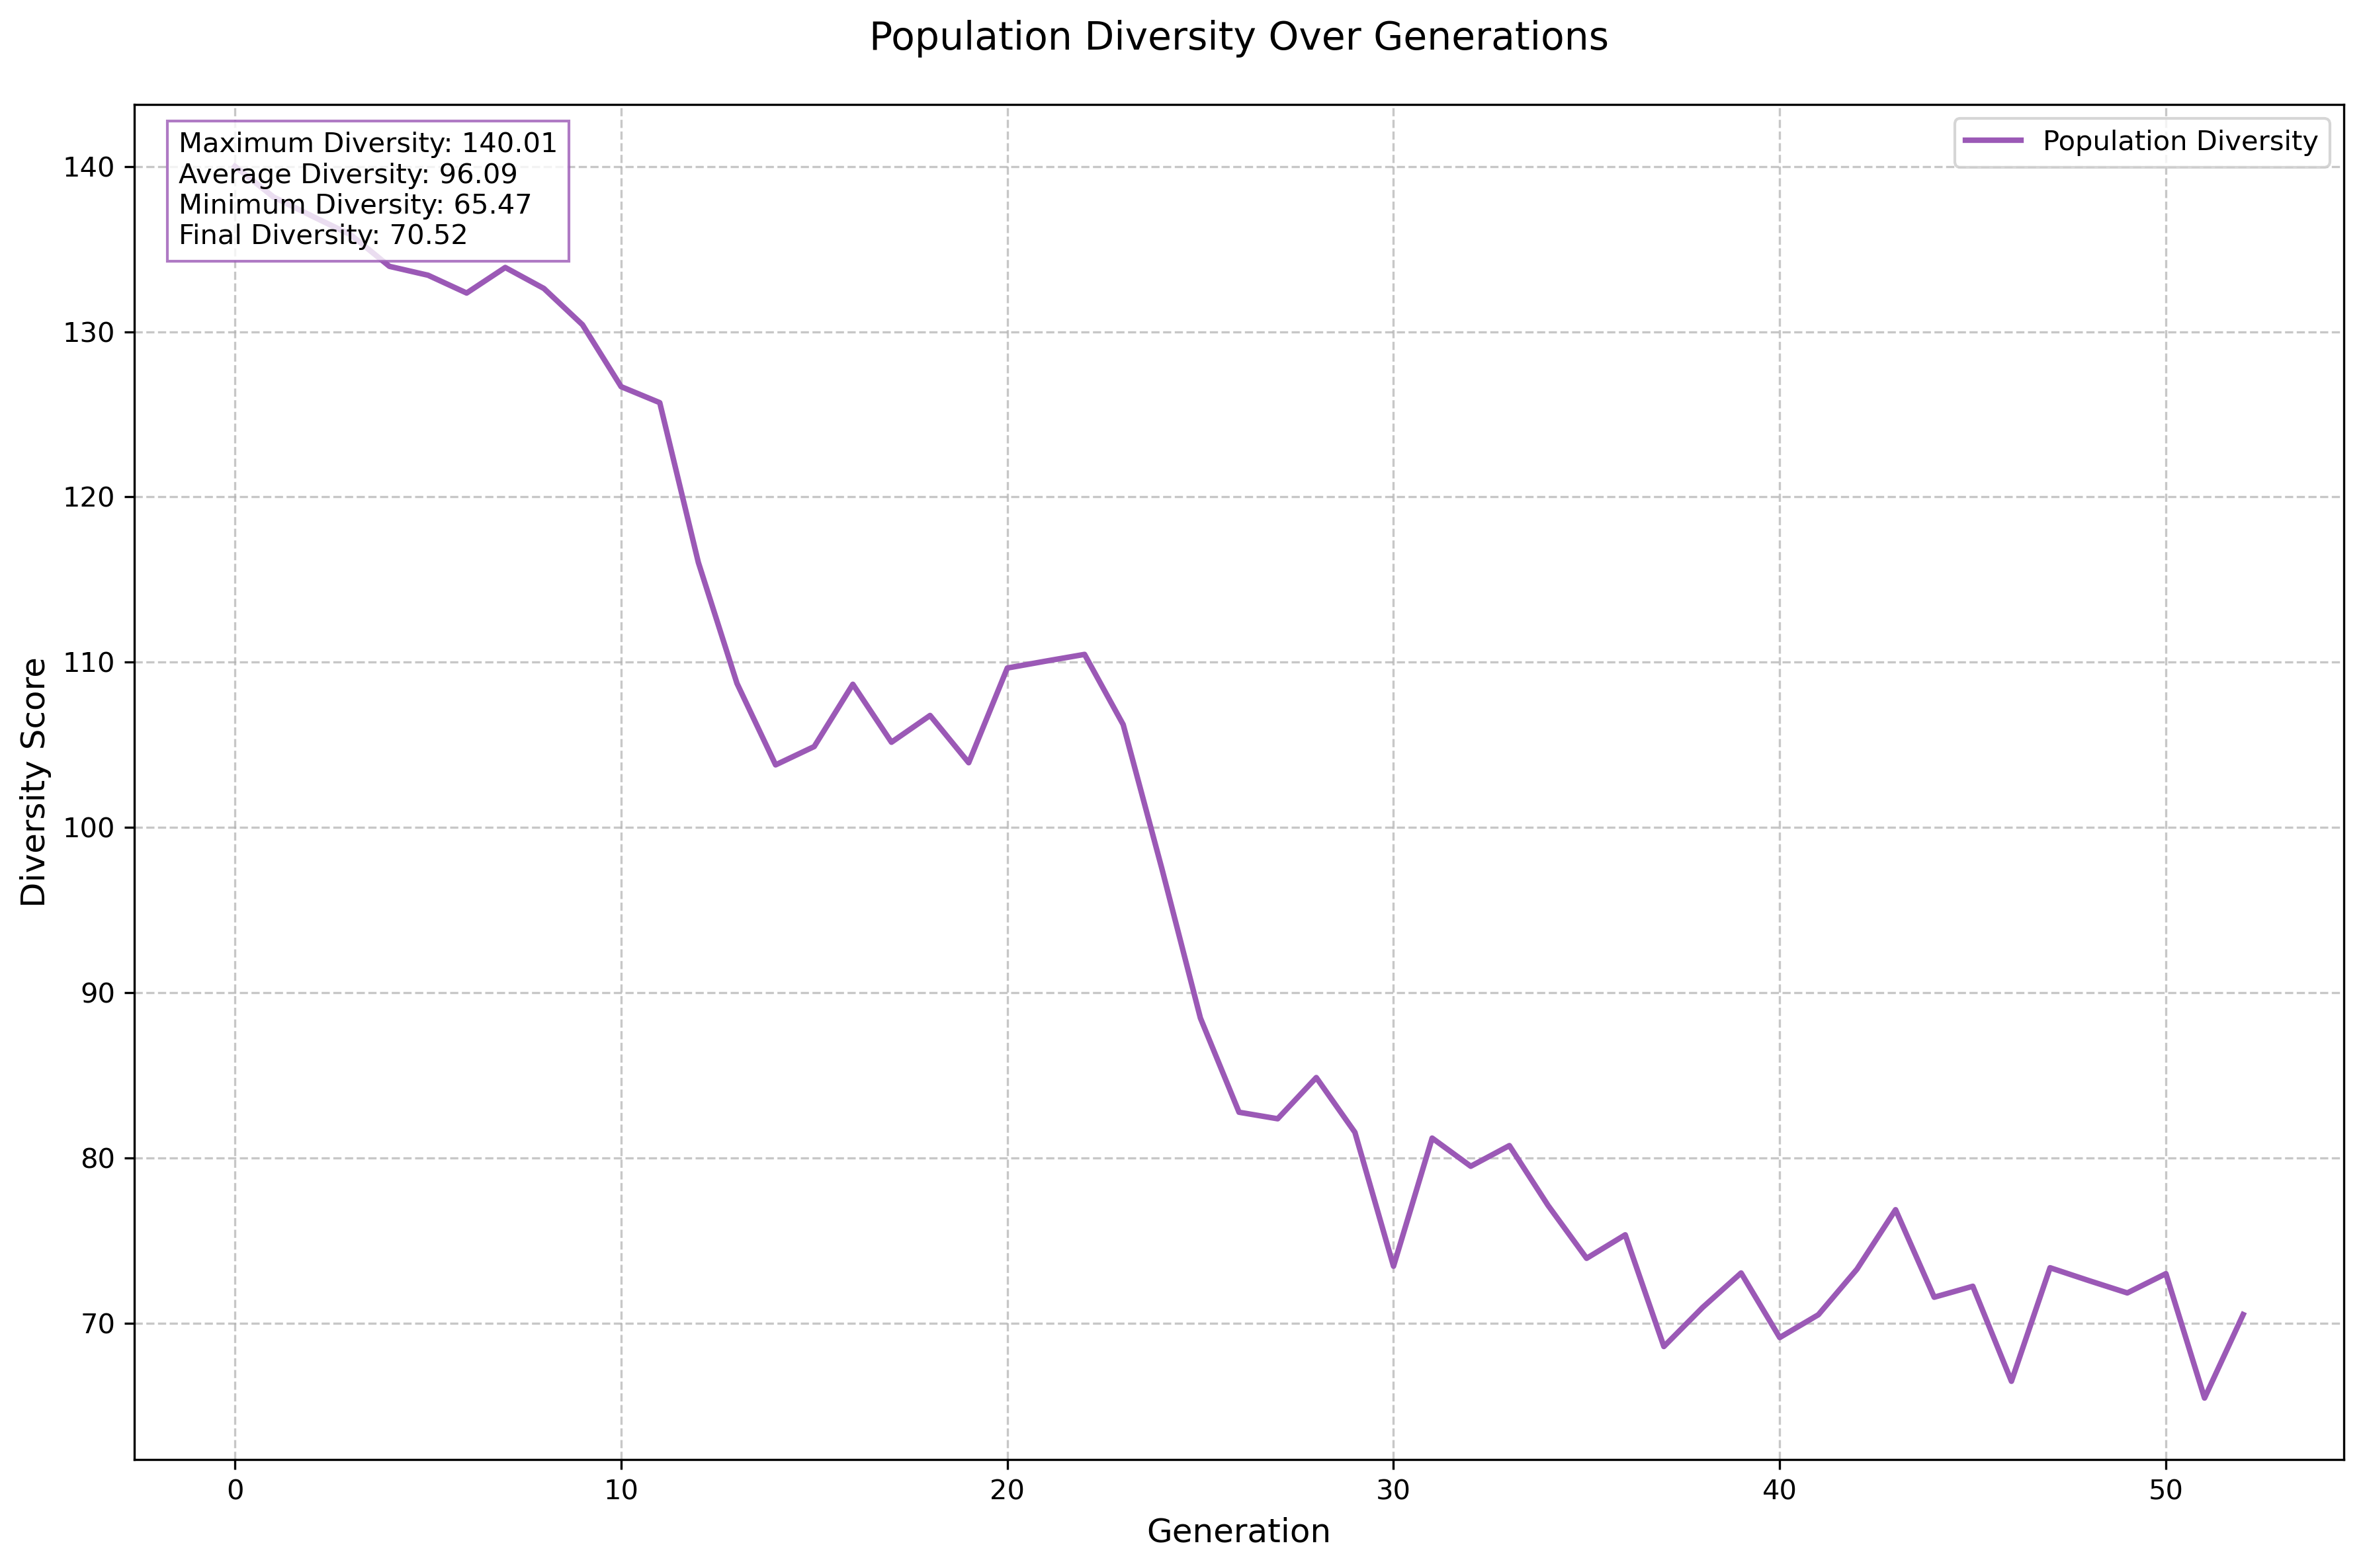 Population Diversity Over Generations
Maximum Diversity: 140.01
Average Diversity: 96.09
Minimum Diversity: 65.47
Final Diversity: 70.52
Population Diversity
140
130
120
110
100
90
80
70
Diversity Score
0 10 20 30 40 50
Generation